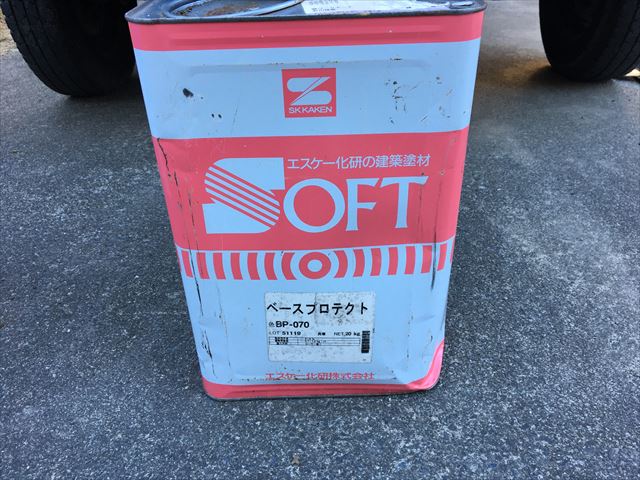 SK KAKEN
エスケー化研の建築塗材
SOFT
ベースプロテクト
色 BP-070
LOT 51119 NET.20 kg
エスケー化研株式会社